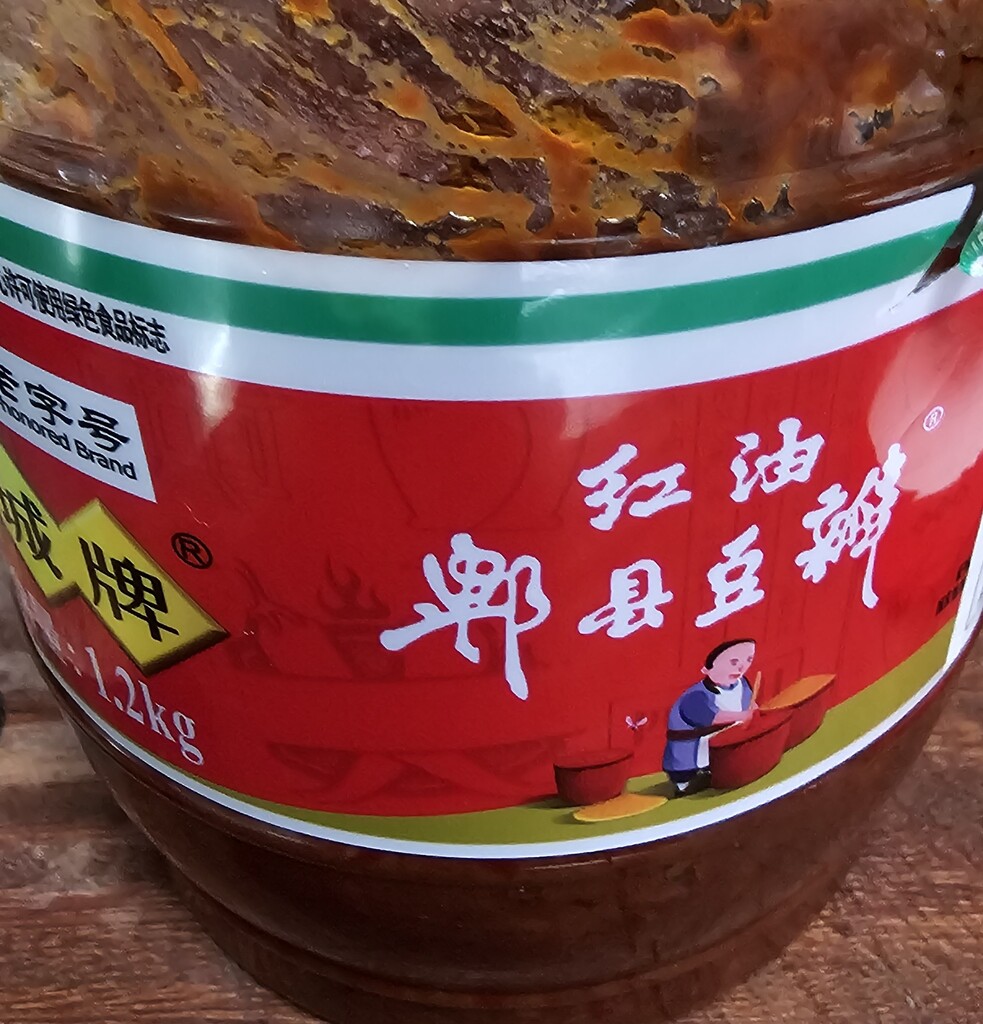 许可使用绿色食品标志
老字号
honored Brand
城牌®
: 1.2kg
红油
郫县豆瓣®